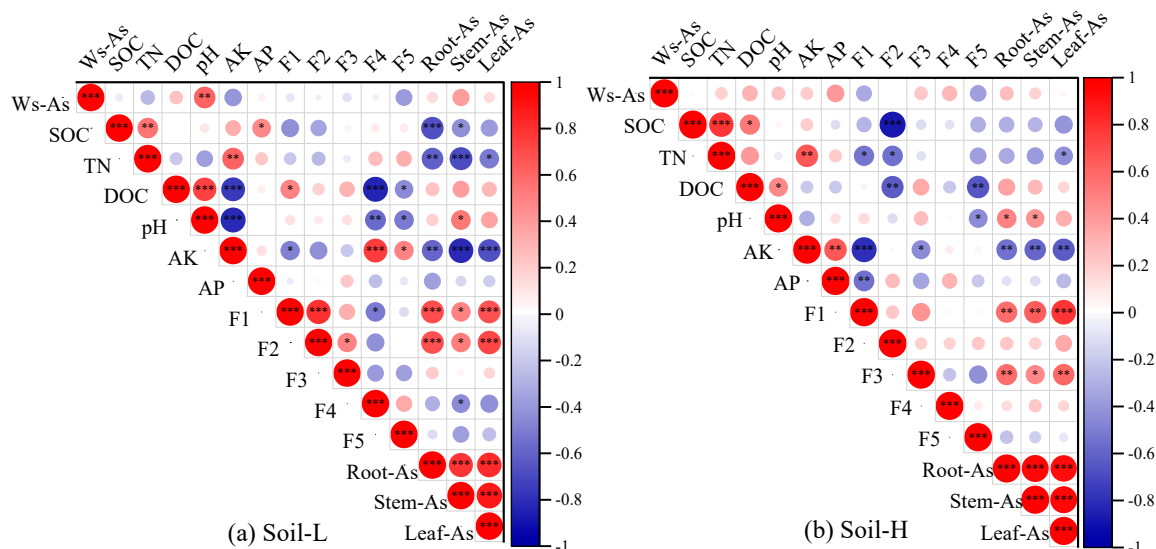 Ws-As SOC TN DOC pH AK AP F1 F2 F3 F4 F5 Root-As Stem-As Leaf-As
Ws-As *** **
SOC *** ** * *** *
TN *** ** ** *** *
DOC *** *** *** * *** *
pH *** *** ** * *
AK *** * *** * ** *** ***
AP ***
F1 *** *** * *** * ***
F2 *** * *** * ***
F3 ***
F4 *** *
F5 ***
Root-As *** *** ***
Stem-As *** ***
Leaf-As ***
(a) Soil-L
1
0.8
0.6
0.4
0.2
0
-0.2
-0.4
-0.6
-0.8
-1
Ws-As SOC TN DOC pH AK AP F1 F2 F3 F4 F5 Root-As Stem-As Leaf-As
Ws-As ***
SOC *** *** * ***
TN *** ** * * *
DOC *** * ** **
pH *** * * *
AK *** ** *** * ** ** **
AP *** **
F1 *** ** ** ***
F2 ***
F3 *** ** * **
F4 ***
F5 ***
Root-As *** *** ***
Stem-As *** ***
Leaf-As ***
(b) Soil-H
1
0.8
0.6
0.4
0.2
0
-0.2
-0.4
-0.6
-0.8
-1